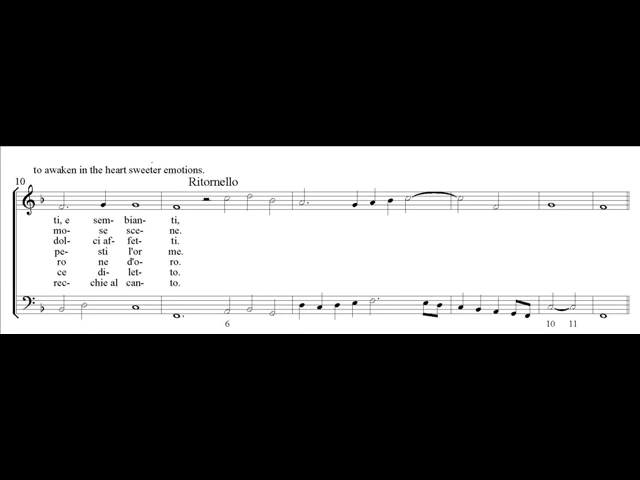 to awaken in the heart sweeter emotions.
10
Ritornello
ti, e sem- bian- ti,
mo- se sce- ne.
dol- ci af- fet- ti.
pe- sti l'or me.
ro ne d'o- ro.
ce di- let- to.
rec- chie al can- to.
6 10 11